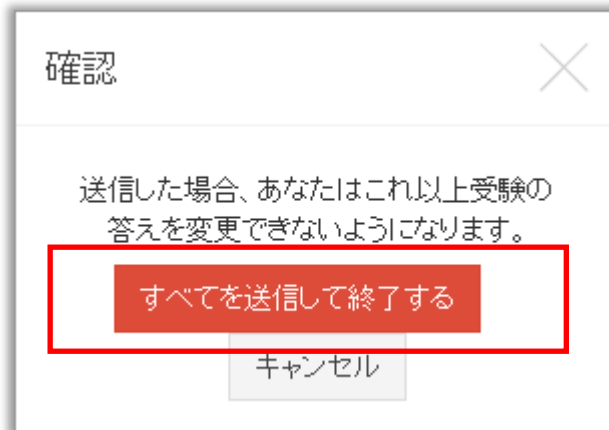 確認
送信した場合、あなたはこれ以上受験の
答えを変更できないようになります。
すべてを送信して終了する
キャンセル